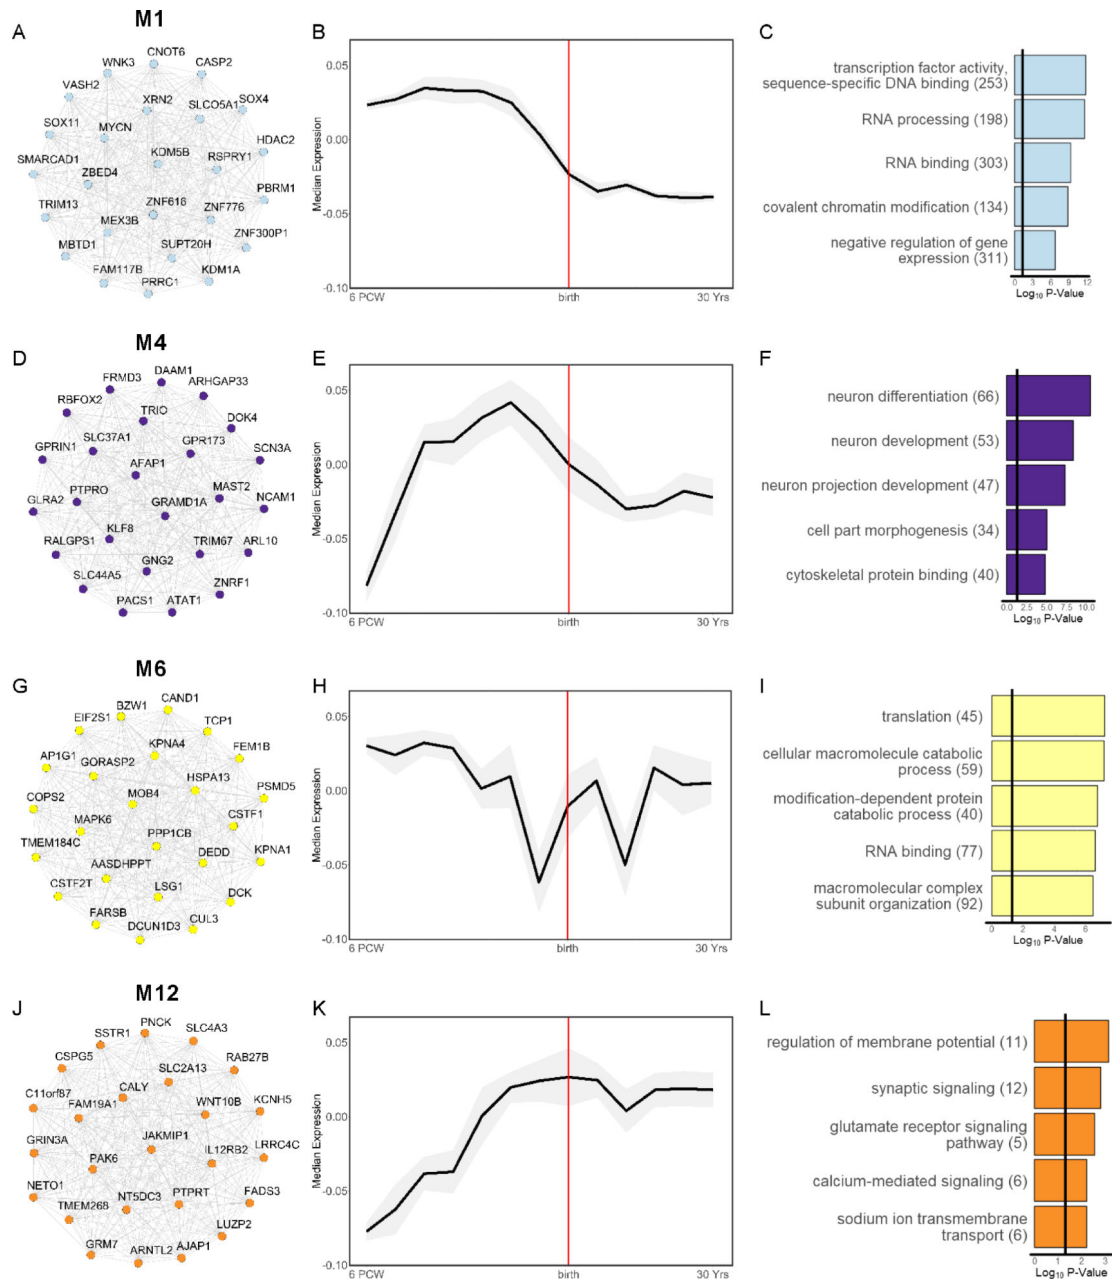 M1
A
CNOT6
WNK3
CASP2
VASH2
XRN2
SLCO5A1
SOX4
SOX11
MYCN
HDAC2
KDM5B
RSPRY1
SMARCAD1
ZBED4
PBRM1
TRIM13
ZNF616
ZNF776
MEX3B
ZNF300P1
MBTD1
SUPT20H
FAM117B
KDM1A
PRRC1
B
Median Expression
0.05
0.00
-0.05
-0.10
6 PCW
birth
30 Yrs
C
transcription factor activity,
sequence-specific DNA binding (253)
RNA processing (198)
RNA binding (303)
covalent chromatin modification (134)
negative regulation of gene
expression (311)
0 3 6 9 12
Log10 P-Value
M4
D
DAAM1
FRMD3
ARHGAP33
RBFOX2
TRIO
DOK4
SLC37A1
GPR173
GPRIN1
SCN3A
AFAP1
PTPRO
MAST2
GLRA2
GRAMD1A
NCAM1
KLF8
RALGPS1
TRIM67
ARL10
GNG2
SLC44A5
ZNRF1
PACS1
ATAT1
E
Median Expression
0.05
0.00
-0.05
-0.10
6 PCW
birth
30 Yrs
F
neuron differentiation (66)
neuron development (53)
neuron projection development (47)
cell part morphogenesis (34)
cytoskeletal protein binding (40)
0.0 2.5 5.0 7.5 10.0
Log10 P-Value
M6
G
CAND1
BZW1
EIF2S1
TCP1
KPNA4
FEM1B
AP1G1
GORASP2
HSPA13
PSMD5
COPS2
MOB4
CSTF1
MAPK6
PPP1CB
TMEM184C
DEDD
KPNA1
AASDHPPT
CSTF2T
LSG1
DCK
FARSB
DCUN1D3
CUL3
H
Median Expression
0.05
0.00
-0.05
-0.10
6 PCW
birth
30 Yrs
I
translation (45)
cellular macromolecule catabolic
process (59)
modification-dependent protein
catabolic process (40)
RNA binding (77)
macromolecular complex
subunit organization (92)
0 2 4 6
Log10 P-Value
M12
J
PNCK
SSTR1
SLC4A3
CSPG5
SLC2A13
RAB27B
C11orf87
CALY
FAM19A1
WNT10B
KCNH5
GRIN3A
JAKMIP1
IL12RB2
LRRC4C
PAK6
NETO1
NT5DC3
PTPRT
FADS3
TMEM268
LUZP2
GRM7
ARNTL2
AJAP1
K
Median Expression
0.05
0.00
-0.05
-0.10
6 PCW
birth
30 Yrs
L
regulation of membrane potential (11)
synaptic signaling (12)
glutamate receptor signaling
pathway (5)
calcium-mediated signaling (6)
sodium ion transmembrane
transport (6)
0 1 2 3
Log10 P-Value